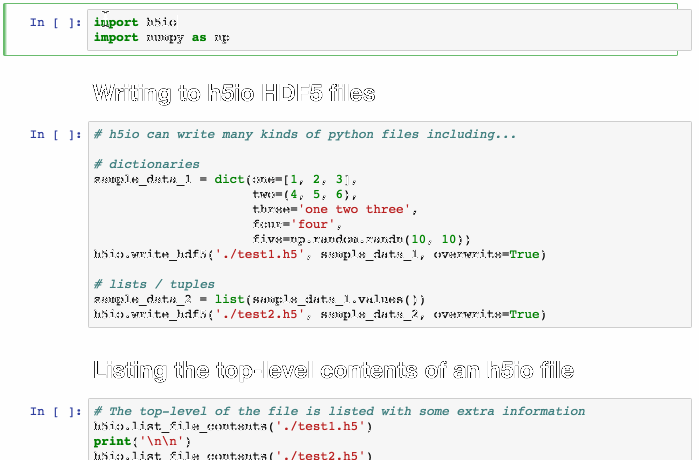 In [ ]: import h5io
import numpy as np
Writing to h5io HDF5 files
In [ ]: # h5io can write many kinds of python files including...
# dictionaries
sample_data_1 = dict(one=[1, 2, 3],
two=(4, 5, 6),
three='one two three',
four='four',
five=np.random.randn(10, 10))
h5io.write_hdf5('./test1.h5', sample_data_1, overwrite=True)
# lists / tuples
sample_data_2 = list(sample_data_1.values())
h5io.write_hdf5('./test2.h5', sample_data_2, overwrite=True)
Listing the top-level contents of an h5io file
In [ ]: # The top-level of the file is listed with some extra information
h5io.list_file_contents('./test1.h5')
print('\n\n')
h5io.list_file_contents('./test2.h5')